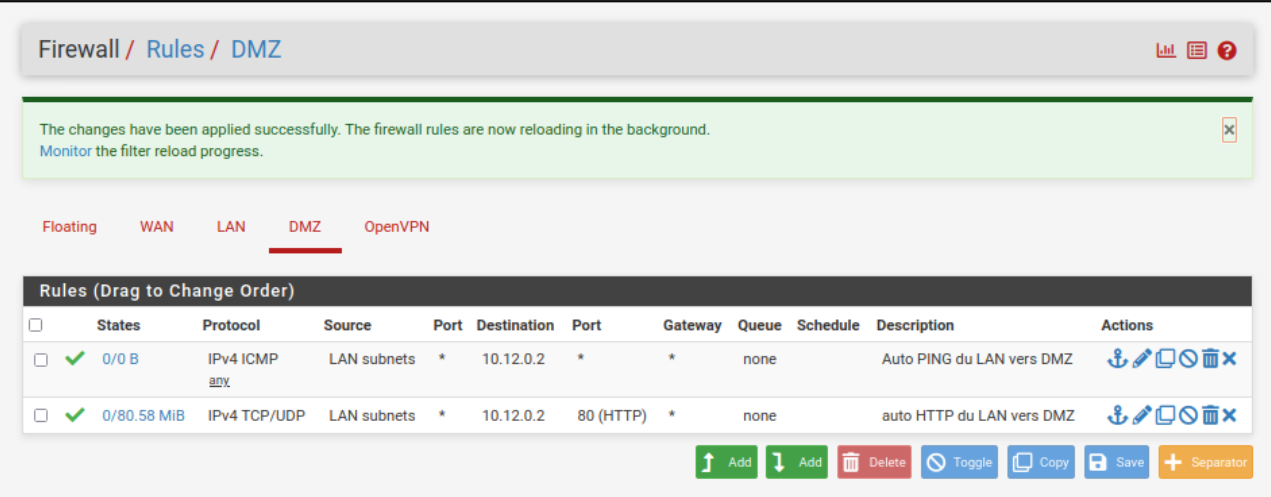 Firewall / Rules / DMZ
The changes have been applied successfully. The firewall rules are now reloading in the background.
Monitor the filter reload progress.
Floating WAN LAN DMZ OpenVPN
Rules (Drag to Change Order)
States Protocol Source Port Destination Port Gateway Queue Schedule Description Actions
0/0 B IPv4 ICMP LAN subnets * 10.12.0.2 * * none Auto PING du LAN vers DMZ
any
0/80.58 MiB IPv4 TCP/UDP LAN subnets * 10.12.0.2 80 (HTTP) * none auto HTTP du LAN vers DMZ
Add Add Delete Toggle Copy Save Separator